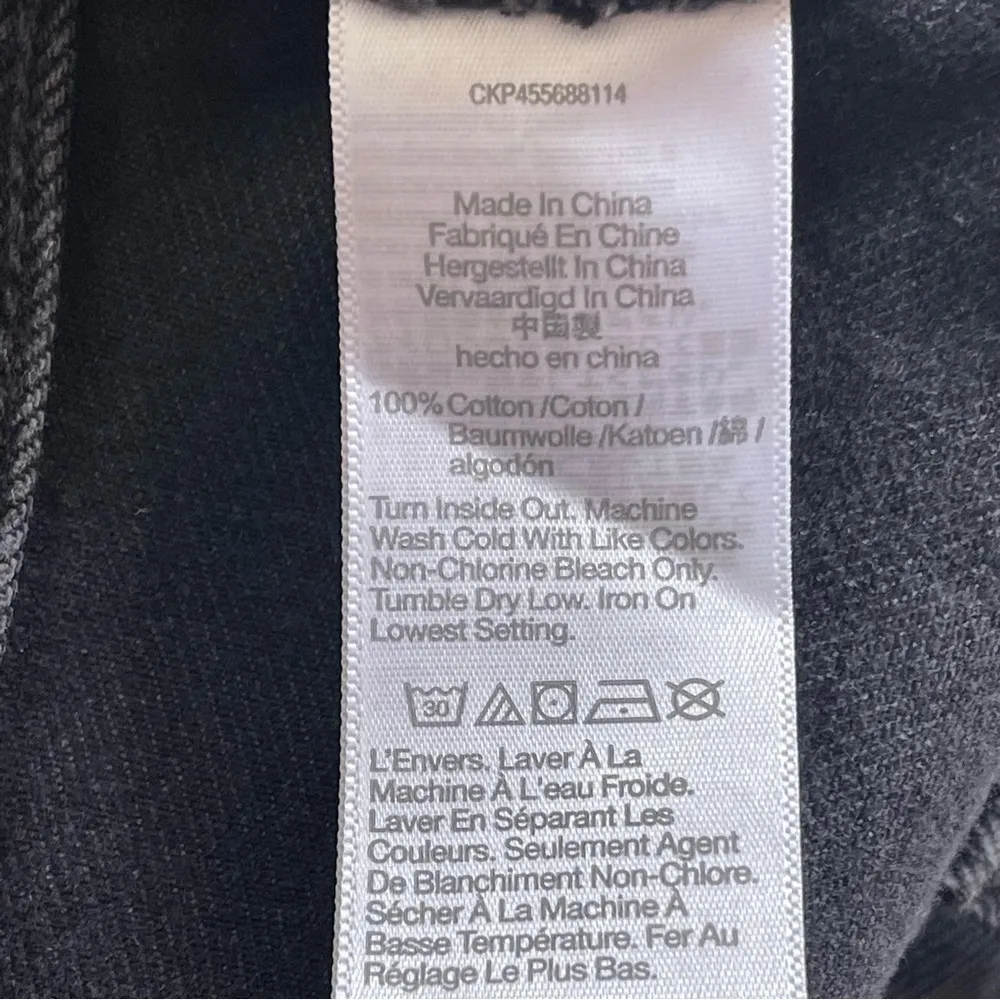 CKP455688114
Made In China
Fabriqué En Chine
Hergestellt In China
Vervaardigd In China
中国製
hecho en china
100% Cotton /Coton /
Baumwolle /Katoen /綿 /
algodón
Turn Inside Out. Machine
Wash Cold With Like Colors.
Non-Chlorine Bleach Only.
Tumble Dry Low. Iron On
Lowest Setting.
30
L'Envers. Laver À La
Machine À L'eau Froide.
Laver En Séparant Les
Couleurs. Seulement Agent
De Blanchiment Non-Chlore.
Sécher À La Machine À
Basse Température. Fer Au
Réglage Le Plus Bas.